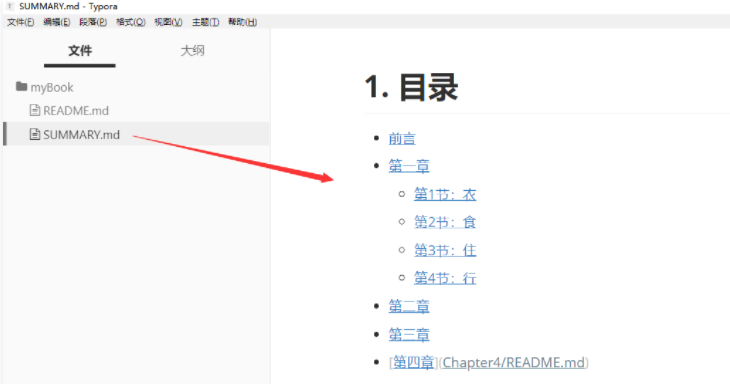 SUMMARY.md - Typora
文件(F) 编辑(E) 段落(P) 格式(O) 视图(V) 主题(T) 帮助(H)
文件 大纲
myBook
README.md
SUMMARY.md
1. 目录
前言
第一章
第1节：衣
第2节：食
第3节：住
第4节：行
第二章
第三章
[第四章](Chapter4/README.md)